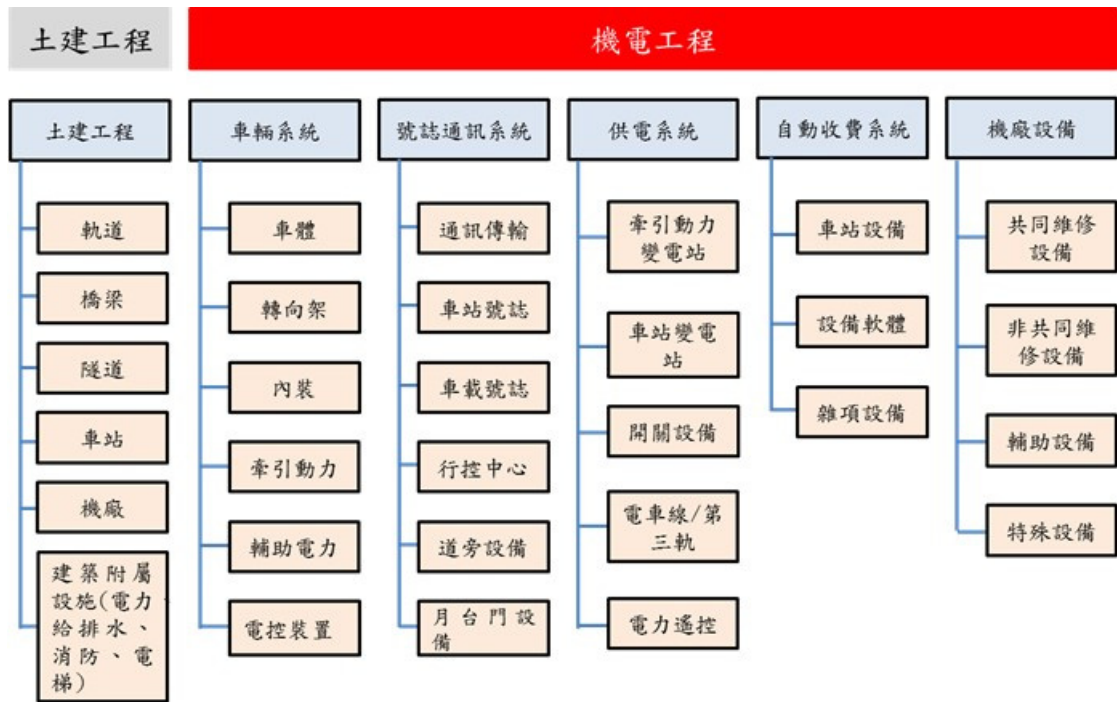 土建工程
機電工程
土建工程
軌道
橋梁
隧道
車站
機廠
建築附屬
設施(電力、
給排水、
消防、電
梯)
車輛系統
車體
轉向架
內裝
牽引動力
輔助電力
電控裝置
號誌通訊系統
通訊傳輸
車站號誌
車載號誌
行控中心
道旁設備
月台門設
備
供電系統
牽引動力
變電站
車站變電
站
開關設備
電車線/第
三軌
電力遙控
自動收費系統
車站設備
設備軟體
雜項設備
機廠設備
共同維修
設備
非共同維
修設備
輔助設備
特殊設備